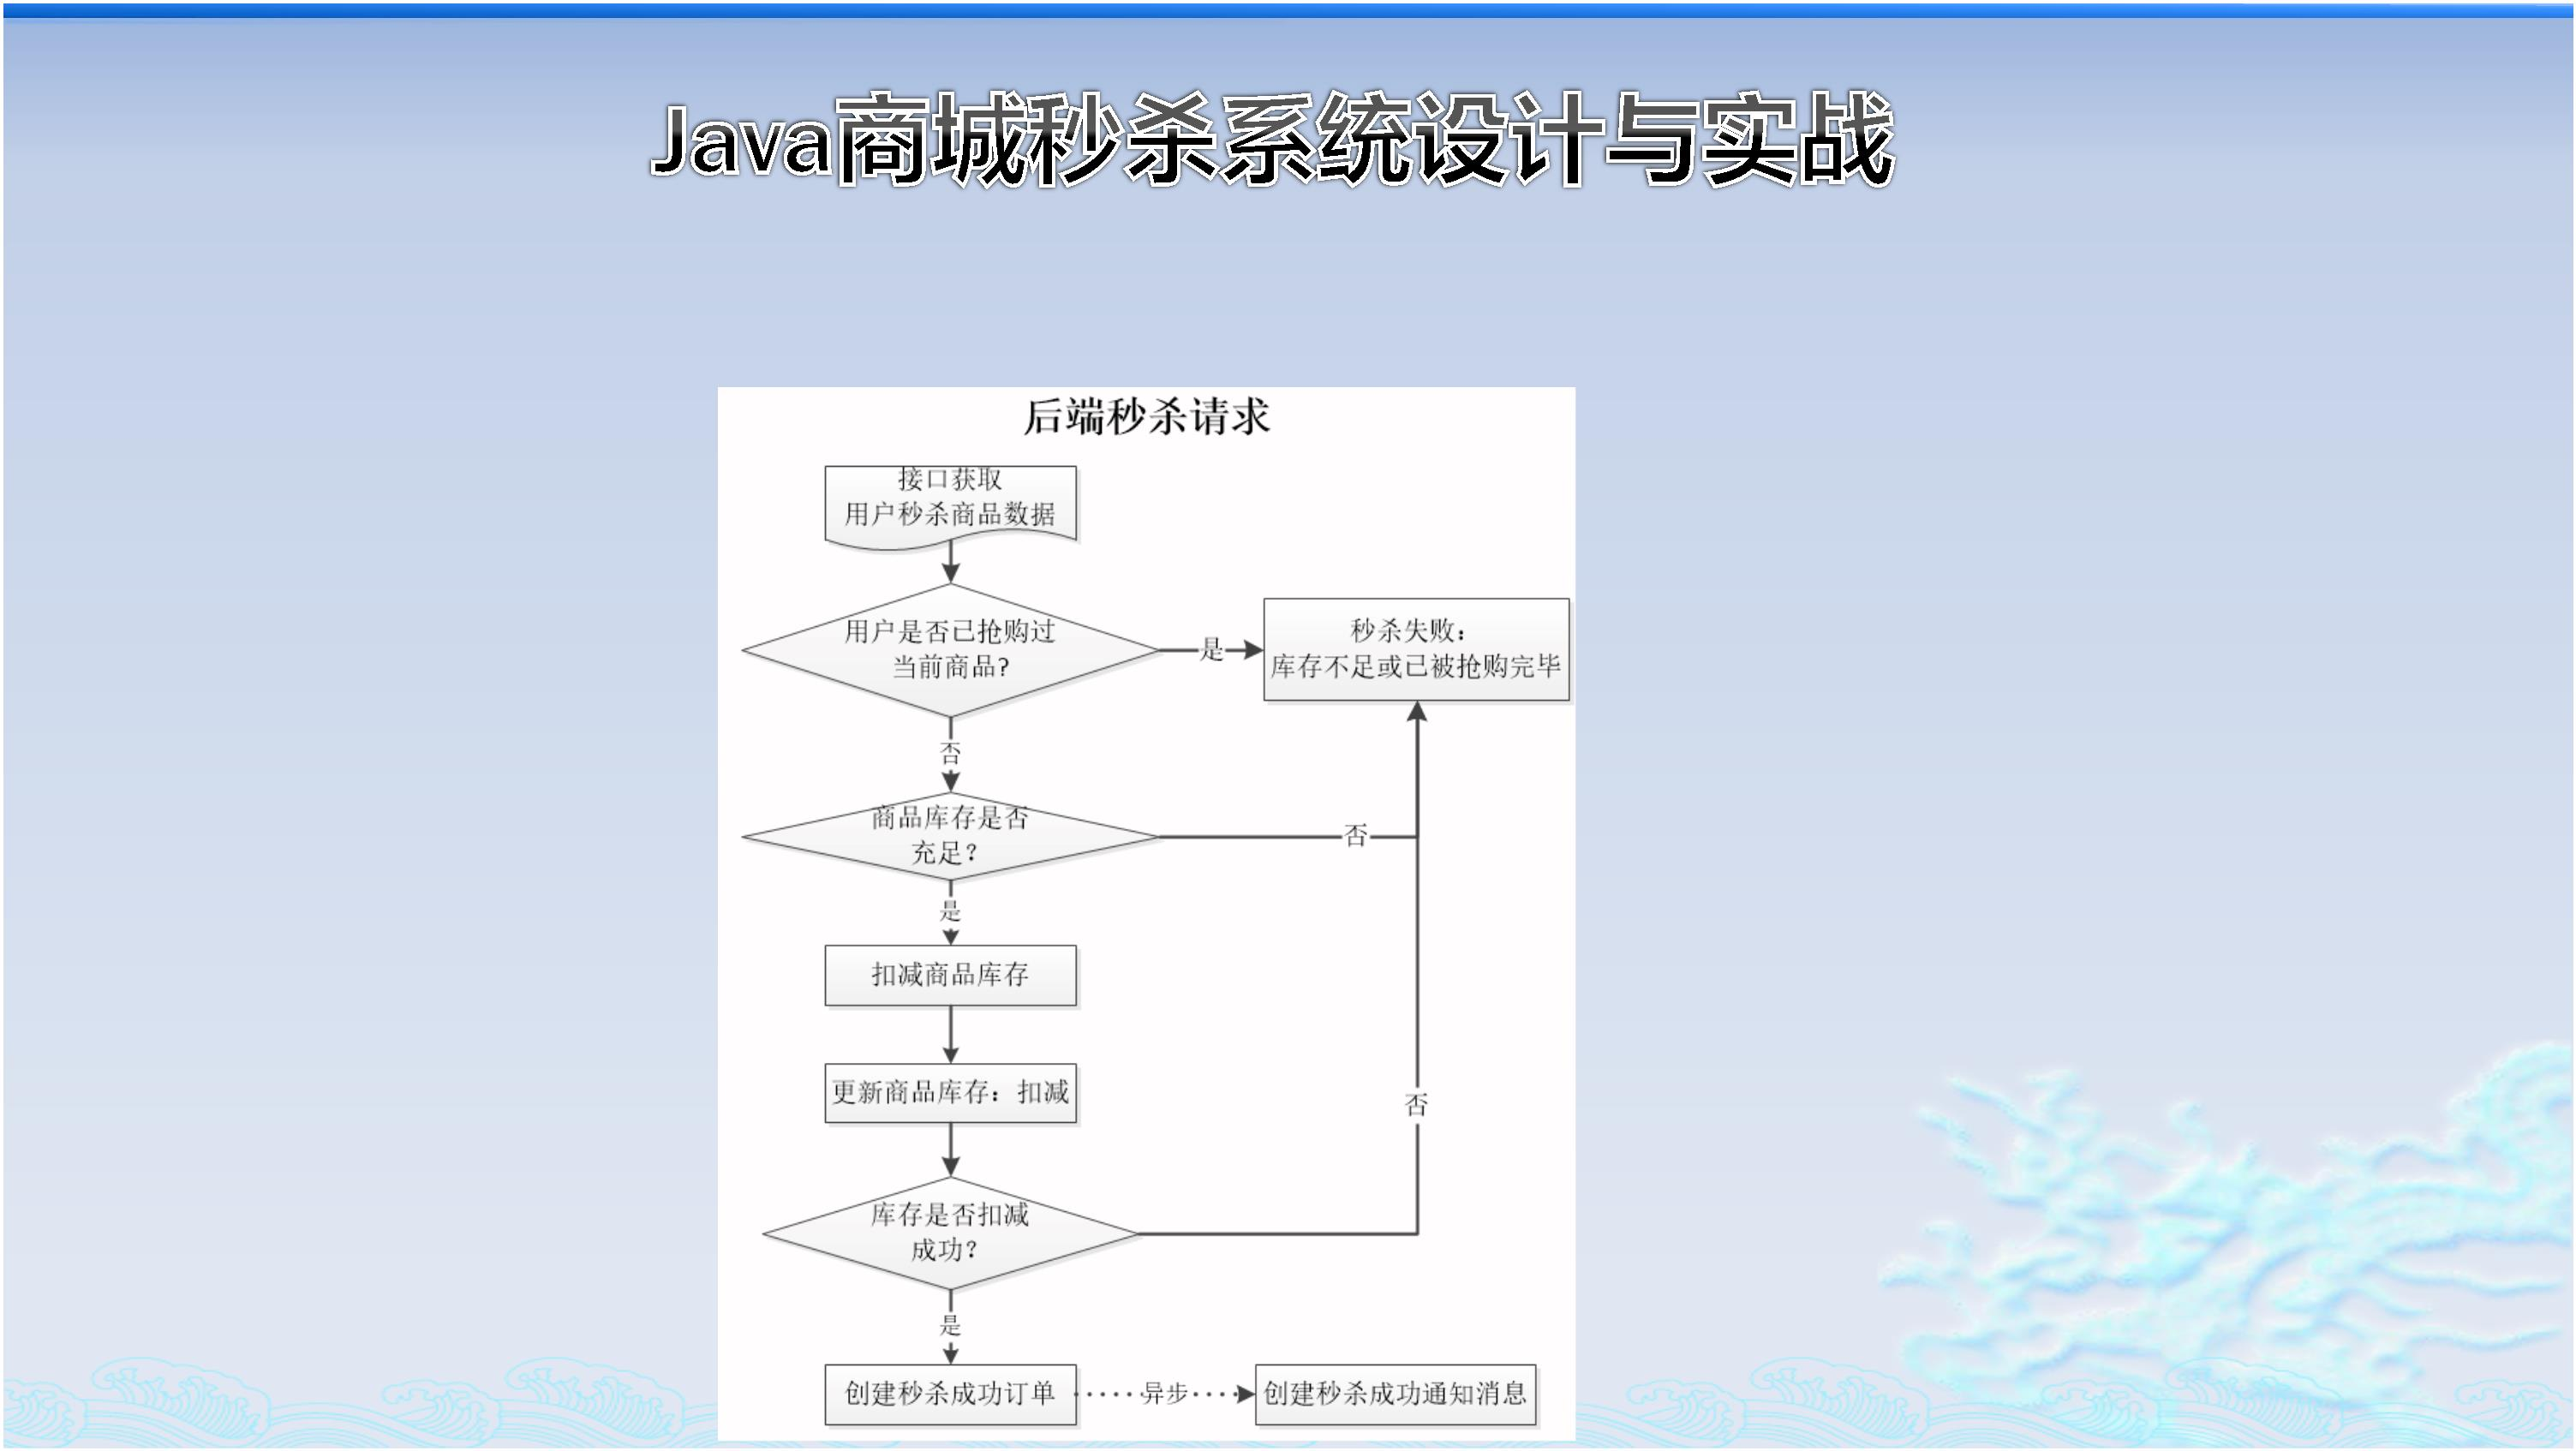 Java商城秒杀系统设计与实战
后端秒杀请求
接口获取
用户秒杀商品数据
用户是否已抢购过
当前商品?
是
秒杀失败：
库存不足或已被抢购完毕
否
商品库存是否
充足？
否
是
扣减商品库存
更新商品库存：扣减
否
库存是否扣减
成功？
是
创建秒杀成功订单
异步
创建秒杀成功通知消息